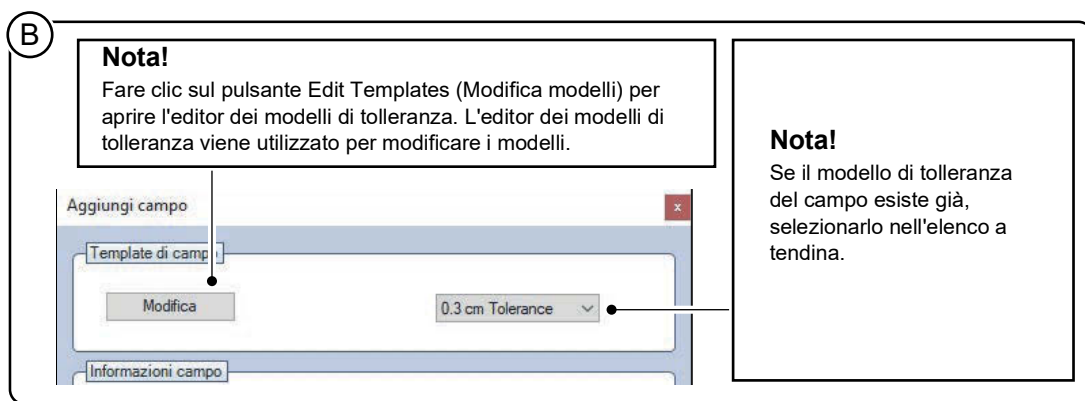 B
Nota!
Fare clic sul pulsante Edit Templates (Modifica modelli) per
aprire l'editor dei modelli di tolleranza. L'editor dei modelli di
tolleranza viene utilizzato per modificare i modelli.
Nota!
Se il modello di tolleranza
del campo esiste già,
selezionarlo nell'elenco a
tendina.
Aggiungi campo
x
Template di campo
Modifica
0.3 cm Tolerance
Informazioni campo